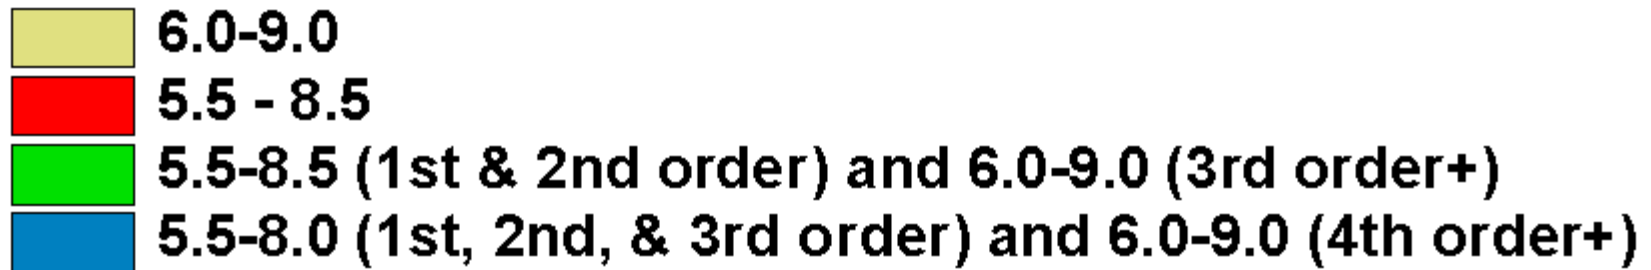 6.0-9.0
5.5 - 8.5
5.5-8.5 (1st & 2nd order) and 6.0-9.0 (3rd order+)
5.5-8.0 (1st, 2nd, & 3rd order) and 6.0-9.0 (4th order+)